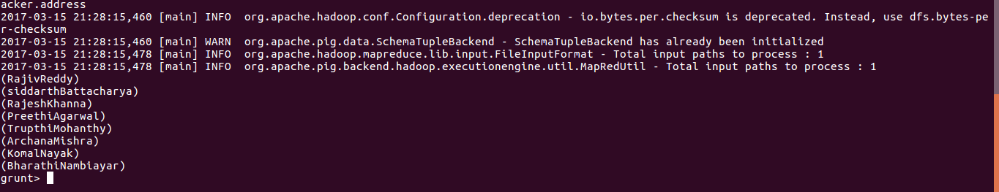 acker.address
2017-03-15 21:28:15,460 [main] INFO  org.apache.hadoop.conf.Configuration.deprecation - io.bytes.per.checksum is deprecated. Instead, use dfs.bytes-pe
r-checksum
2017-03-15 21:28:15,460 [main] WARN  org.apache.pig.data.SchemaTupleBackend - SchemaTupleBackend has already been initialized
2017-03-15 21:28:15,478 [main] INFO  org.apache.hadoop.mapreduce.lib.input.FileInputFormat - Total input paths to process : 1
2017-03-15 21:28:15,478 [main] INFO  org.apache.pig.backend.hadoop.executionengine.util.MapRedUtil - Total input paths to process : 1
(RajivReddy)
(siddarthBattacharya)
(RajeshKhanna)
(PreethiAgarwal)
(TrupthiMohanthy)
(ArchanaMishra)
(KomalNayak)
(BharathiNambiayar)
grunt>